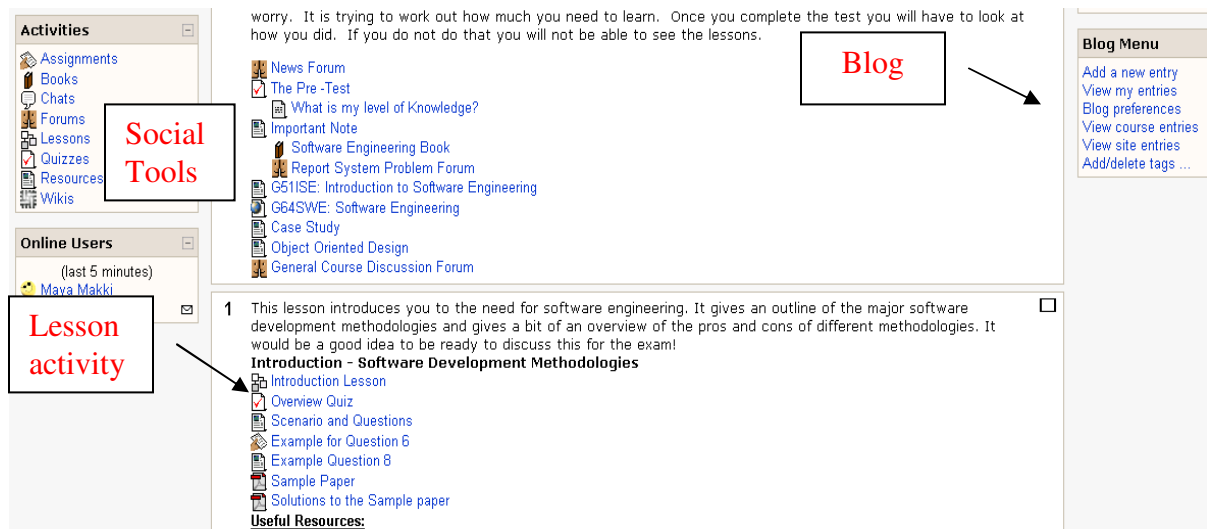 Activities
Assignments
Books
Chats
Forums
Lessons
Quizzes
Resources
Wikis
Social
Tools
Online Users
(last 5 minutes)
Maya Makki
Lesson
activity
worry. It is trying to work out how much you need to learn. Once you complete the test you will have to look at
how you did. If you do not do that you will not be able to see the lessons.
News Forum
The Pre -Test
What is my level of Knowledge?
Important Note
Software Engineering Book
Report System Problem Forum
G51ISE: Introduction to Software Engineering
G64SWE: Software Engineering
Case Study
Object Oriented Design
General Course Discussion Forum
1 This lesson introduces you to the need for software engineering. It gives an outline of the major software
development methodologies and gives a bit of an overview of the pros and cons of different methodologies. It
would be a good idea to be ready to discuss this for the exam!
Introduction - Software Development Methodologies
Introduction Lesson
Overview Quiz
Scenario and Questions
Example for Question 6
Example Question 8
Sample Paper
Solutions to the Sample paper
Useful Resources:
Blog
Blog Menu
Add a new entry
View my entries
Blog preferences
View course entries
View site entries
Add/delete tags ...